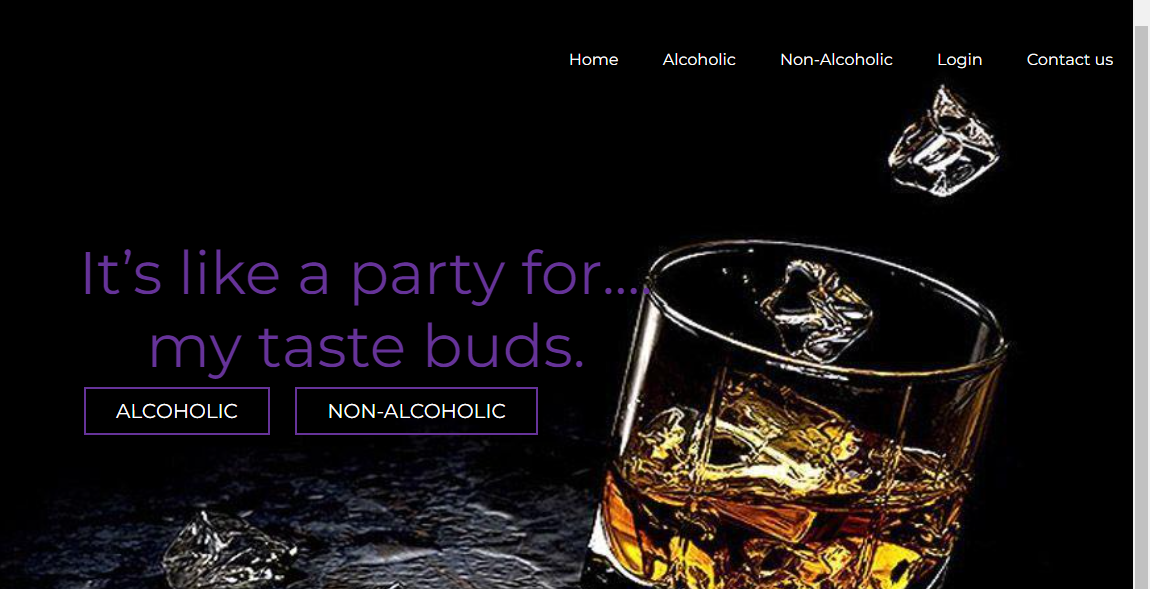 Home Alcoholic Non-Alcoholic Login Contact us
It’s like a party for....
my taste buds.
ALCOHOLIC NON-ALCOHOLIC